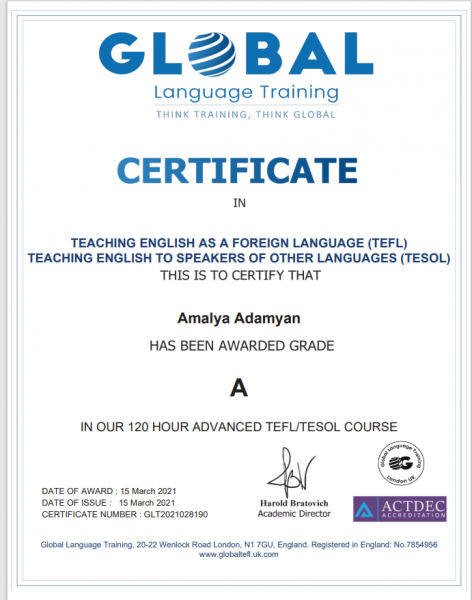 GLOBAL
Language Training
THINK TRAINING, THINK GLOBAL
CERTIFICATE
IN
TEACHING ENGLISH AS A FOREIGN LANGUAGE (TEFL)
TEACHING ENGLISH TO SPEAKERS OF OTHER LANGUAGES (TESOL)
THIS IS TO CERTIFY THAT
Amalya Adamyan
HAS BEEN AWARDED GRADE
A
IN OUR 120 HOUR ADVANCED TEFL/TESOL COURSE
Global Language Training
G
London UK
DATE OF AWARD : 15 March 2021
DATE OF ISSUE : 15 March 2021
CERTIFICATE NUMBER : GLT2021028190
Harold Bratovich
Academic Director
ACTDEC
ACCREDITATION
Global Language Training, 20-22 Wenlock Road London, N1 7GU, England. Registered in England: No.7854956
www.globaltefl.uk.com